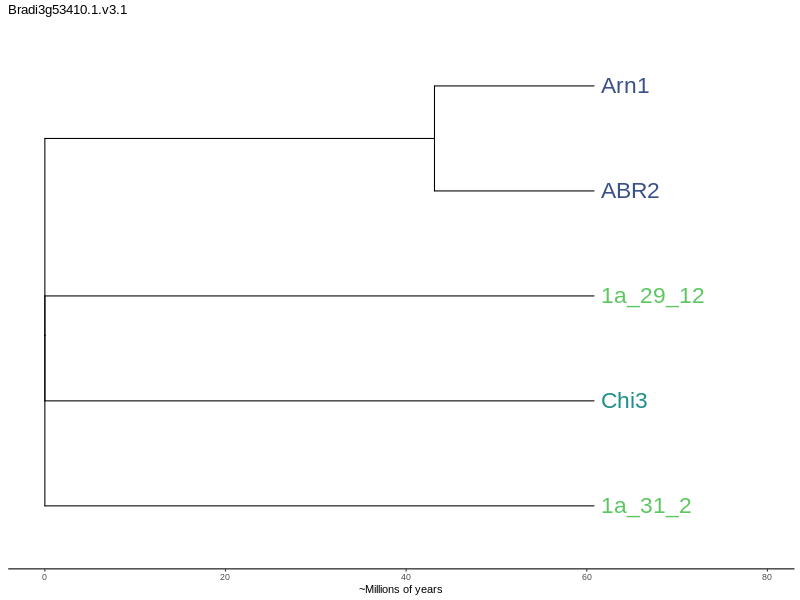 Bradi3g53410.1.v3.1
Arn1
ABR2
1a_29_12
Chi3
1a_31_2
0 20 40 60 80
~Millions of years